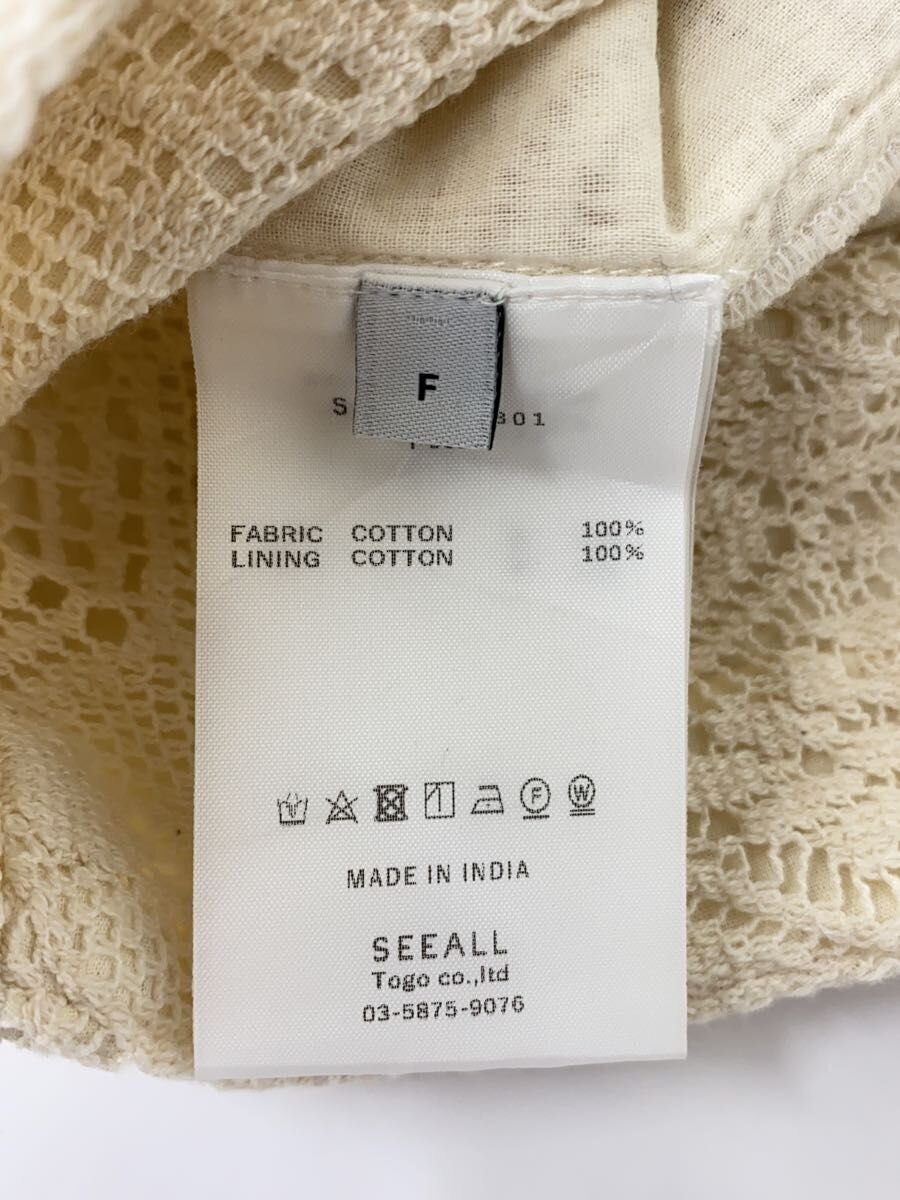 F
S 301
FABRIC COTTON 100%
LINING COTTON 100%
F W
MADE IN INDIA
SEEALL
Togo co.,ltd
03-5875-9076